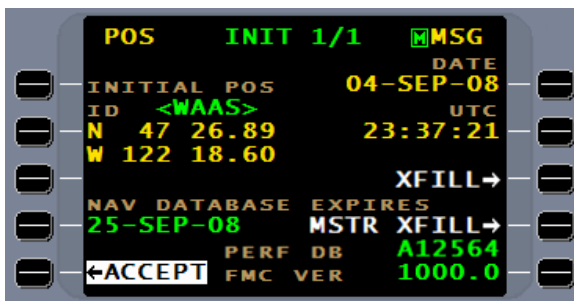 POS INIT 1/1 M MSG
DATE
INITIAL POS 04-SEP-08
ID <WAAS> UTC
N 47 26.89 23:37:21
W 122 18.60
XFILL→
NAV DATABASE EXPIRES
25-SEP-08 MSTR XFILL→
PERF DB A12564
←ACCEPT FMC VER 1000.0